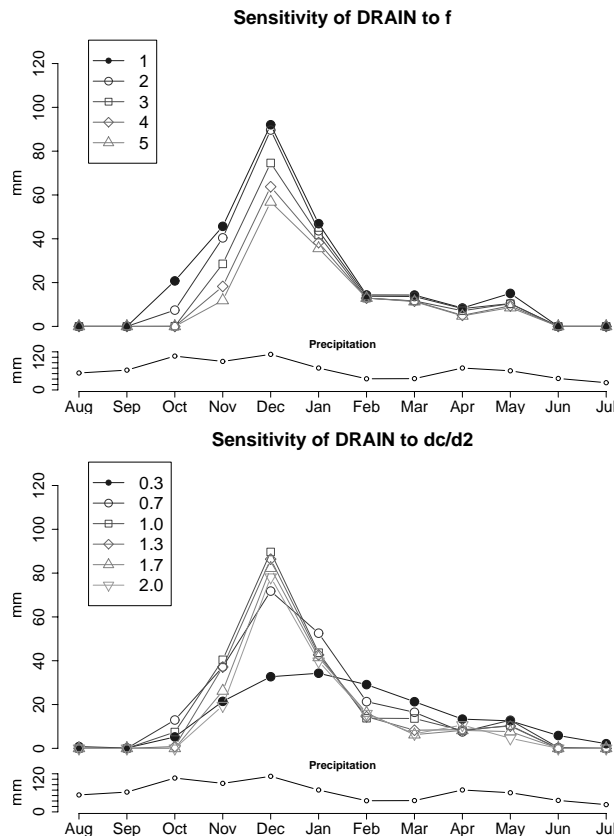 Sensitivity of DRAIN to f
120
100
80
60
40
20
0
mm
1
2
3
4
5
Precipitation
120
0
mm
Aug Sep Oct Nov Dec Jan Feb Mar Apr May Jun Jul
Sensitivity of DRAIN to dc/d2
120
100
80
60
40
20
0
mm
0.3
0.7
1.0
1.3
1.7
2.0
Precipitation
120
0
mm
Aug Sep Oct Nov Dec Jan Feb Mar Apr May Jun Jul